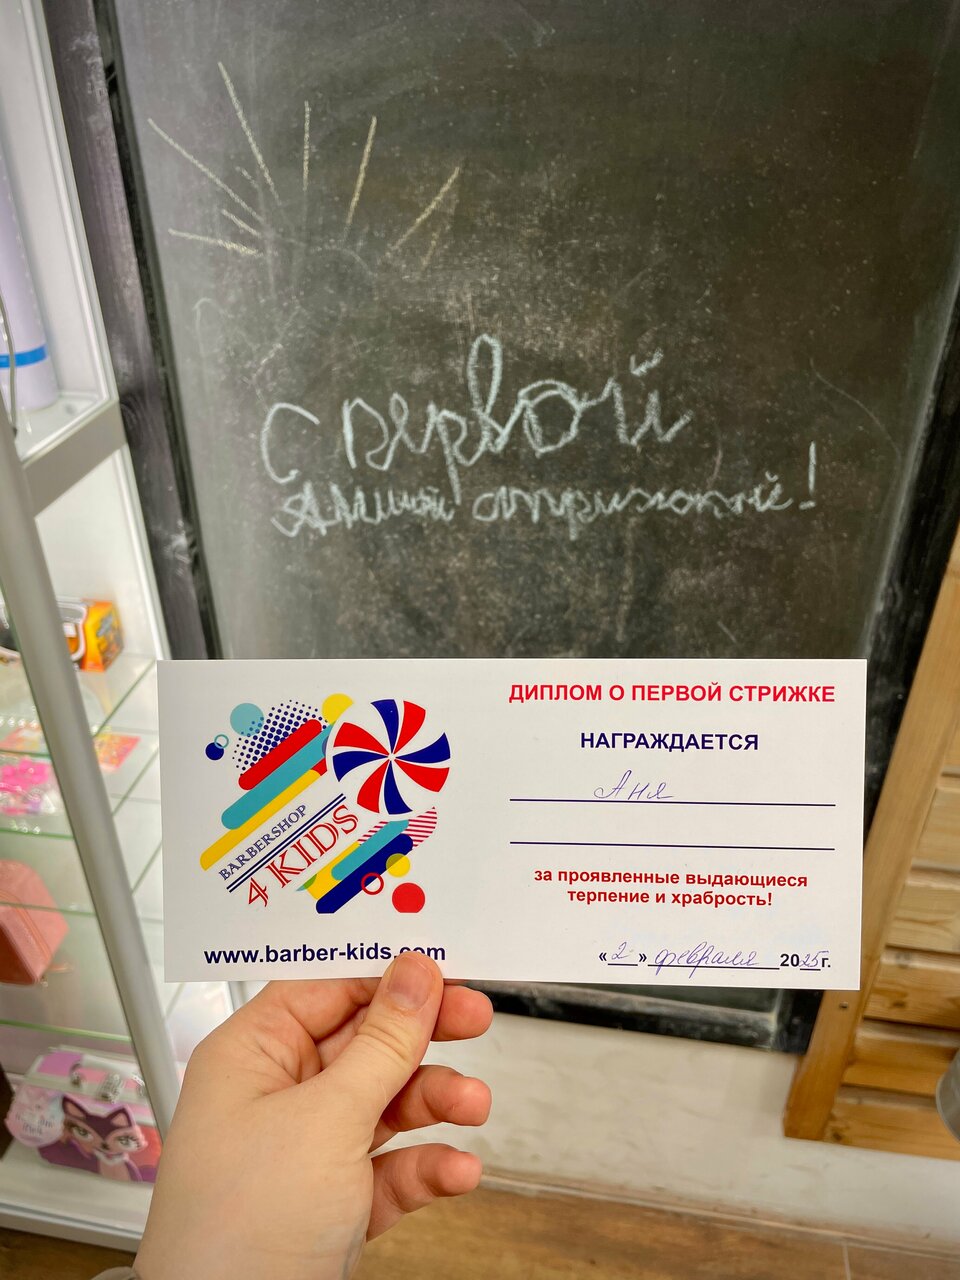 с первой
стрижкой!
ДИПЛОМ О ПЕРВОЙ СТРИЖКЕ
НАГРАЖДАЕТСЯ
Аня
за проявленные выдающиеся
терпение и храбрость!
«2» февраля 2025г.
BARBERSHOP
4 KIDS
www.barber-kids.com